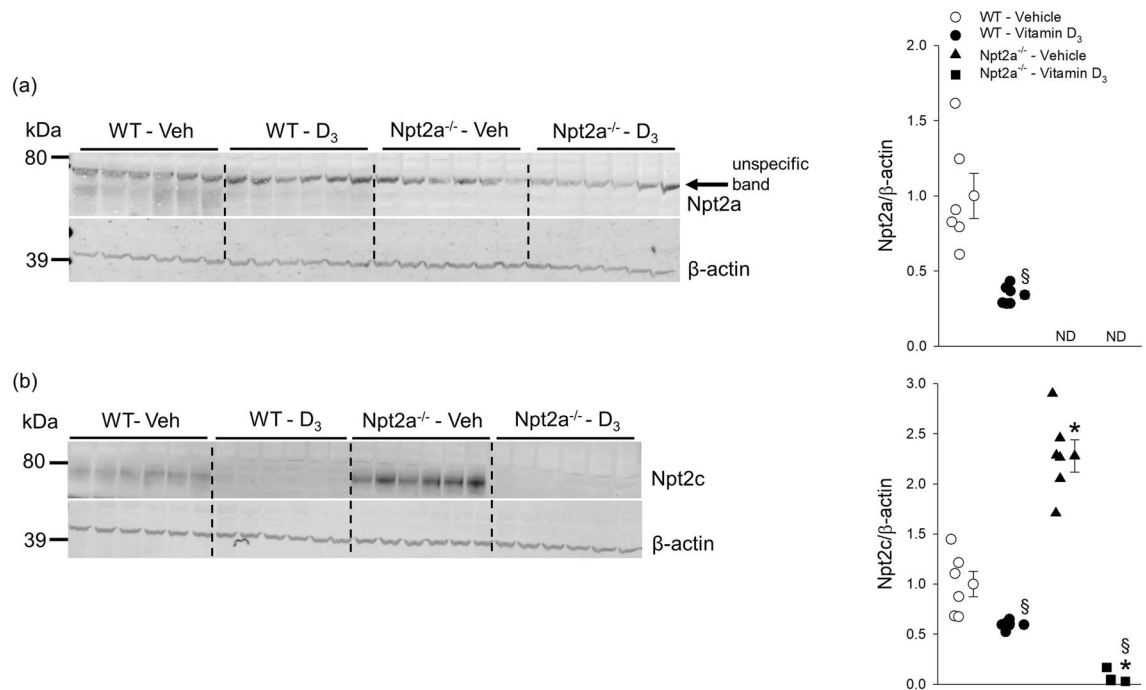 (a)
kDa
WT - Veh
WT - D₃
Npt2a⁻/⁻ - Veh
Npt2a⁻/⁻ - D₃
80
unspecific
band
Npt2a
39
β-actin
WT - Vehicle
WT - Vitamin D₃
Npt2a⁻/⁻ - Vehicle
Npt2a⁻/⁻ - Vitamin D₃
Npt2a/β-actin
2.0
1.5
1.0
0.5
0.0
§
ND
ND
(b)
kDa
WT- Veh
WT - D₃
Npt2a⁻/⁻ - Veh
Npt2a⁻/⁻ - D₃
80
Npt2c
39
β-actin
Npt2c/β-actin
3.0
2.5
2.0
1.5
1.0
0.5
0.0
§
*
§
*